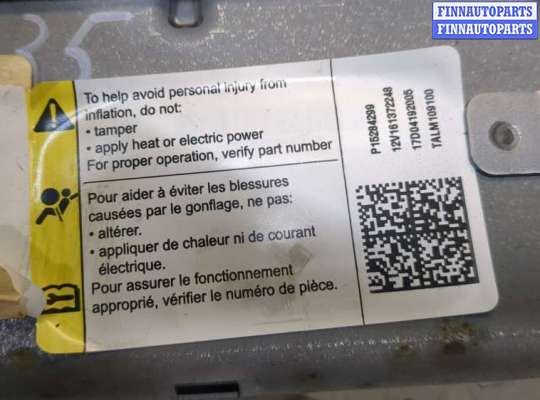 FINNAUTOPARTS
FINNAUTOPARTS
35
To help avoid personal injury from
inflation, do not:
• tamper
• apply heat or electric power
For proper operation, verify part number
Pour aider à éviter les blessures
causées par le gonflage, ne pas:
• altérer.
• appliquer de chaleur ni de courant
électrique.
Pour assurer le fonctionnement
approprié, vérifier le numéro de pièce.
P15284299
12V161372248
17D04192005
TALM109100